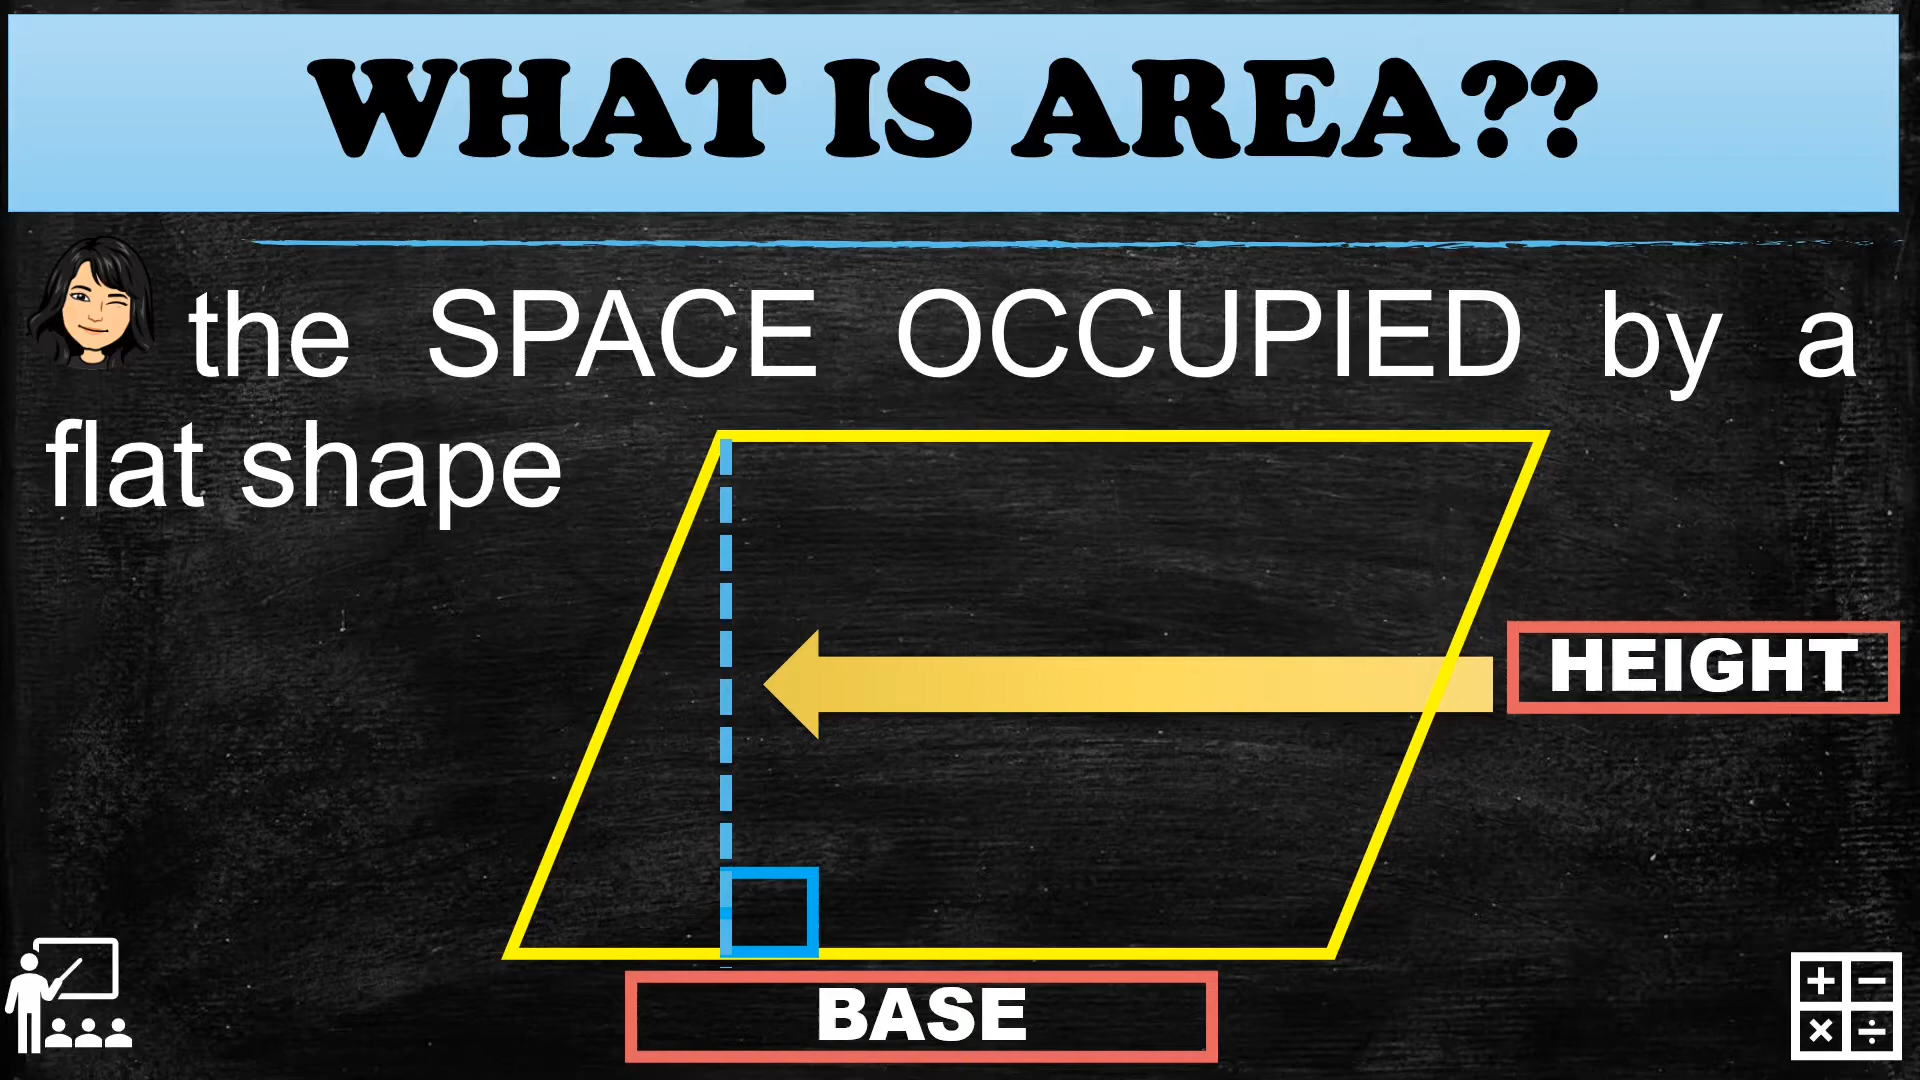 WHAT IS AREA??
the SPACE OCCUPIED by a
flat shape
HEIGHT
BASE